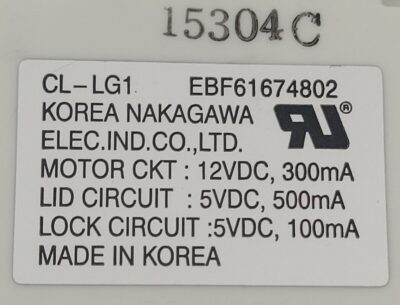 15304C
CL-LG1 EBF61674802
KOREA NAKAGAWA
ELEC.IND.CO.,LTD.
MOTOR CKT : 12VDC, 300mA
LID CIRCUIT : 5VDC, 500mA
LOCK CIRCUIT :5VDC, 100mA
MADE IN KOREA